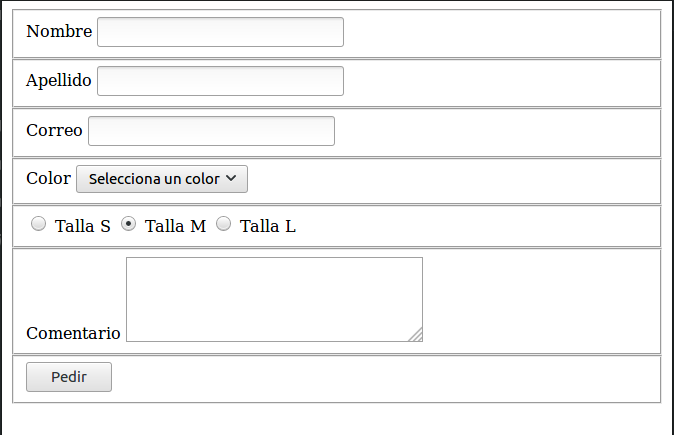 Nombre
Apellido
Correo
Color Selecciona un color
Talla S Talla M Talla L
Comentario
Pedir